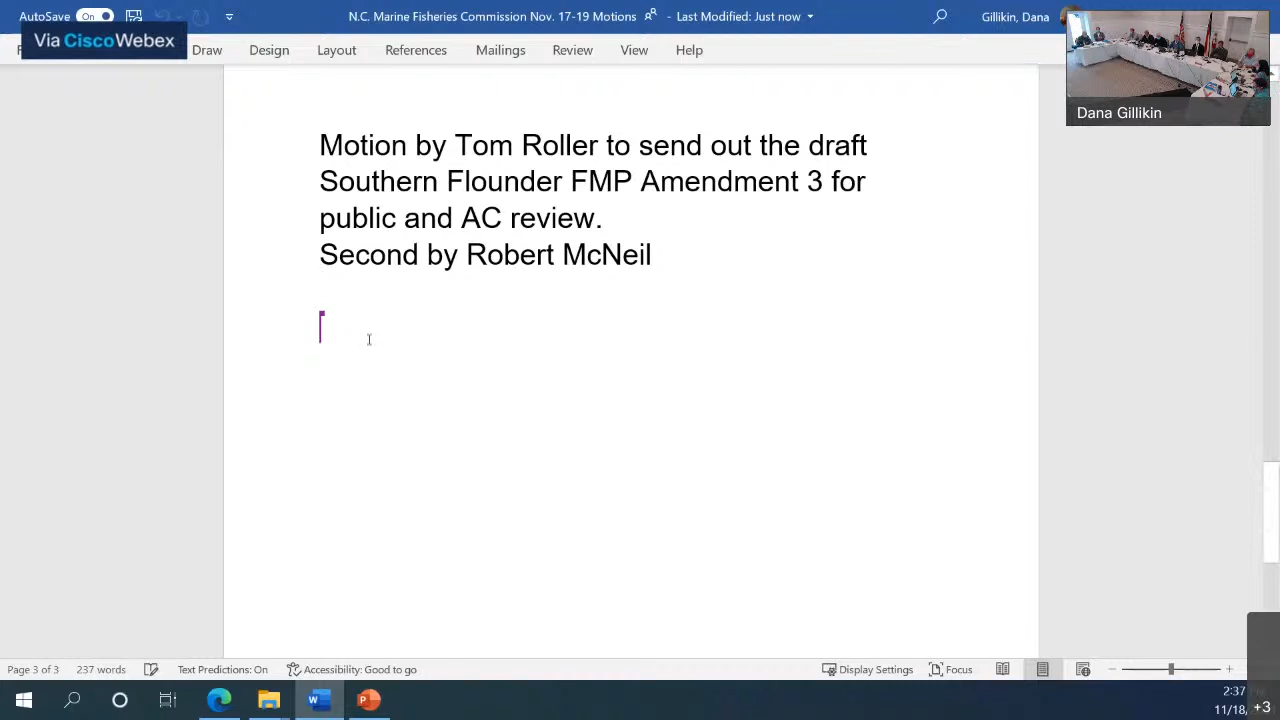 AutoSave On N.C. Marine Fisheries Commission Nov. 17-19 Motions - Last Modified: Just now Gillikin, Dana
Via CiscoWebex
Draw Design Layout References Mailings Review View Help
Dana Gillikin
Motion by Tom Roller to send out the draft
Southern Flounder FMP Amendment 3 for
public and AC review.
Second by Robert McNeil
Page 3 of 3 237 words Text Predictions: On Accessibility: Good to go Display Settings Focus
2:37
11/18/
+3